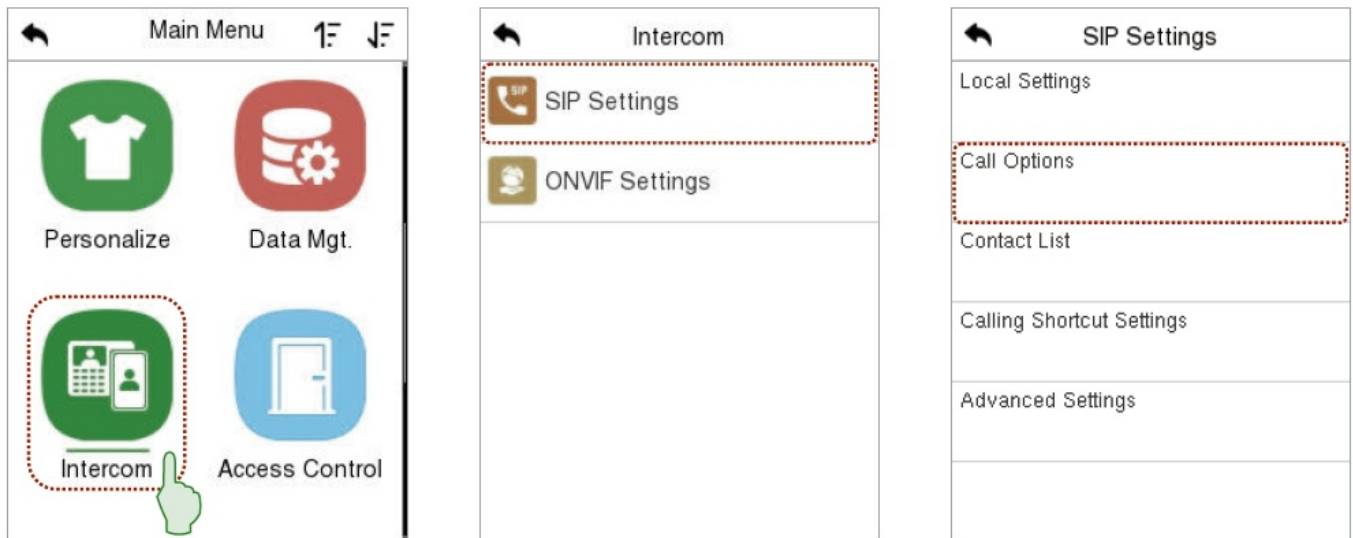 Main Menu
Personalize
Data Mgt.
Intercom
Access Control
Intercom
SIP
SIP Settings
ONVIF Settings
SIP Settings
Local Settings
Call Options
Contact List
Calling Shortcut Settings
Advanced Settings